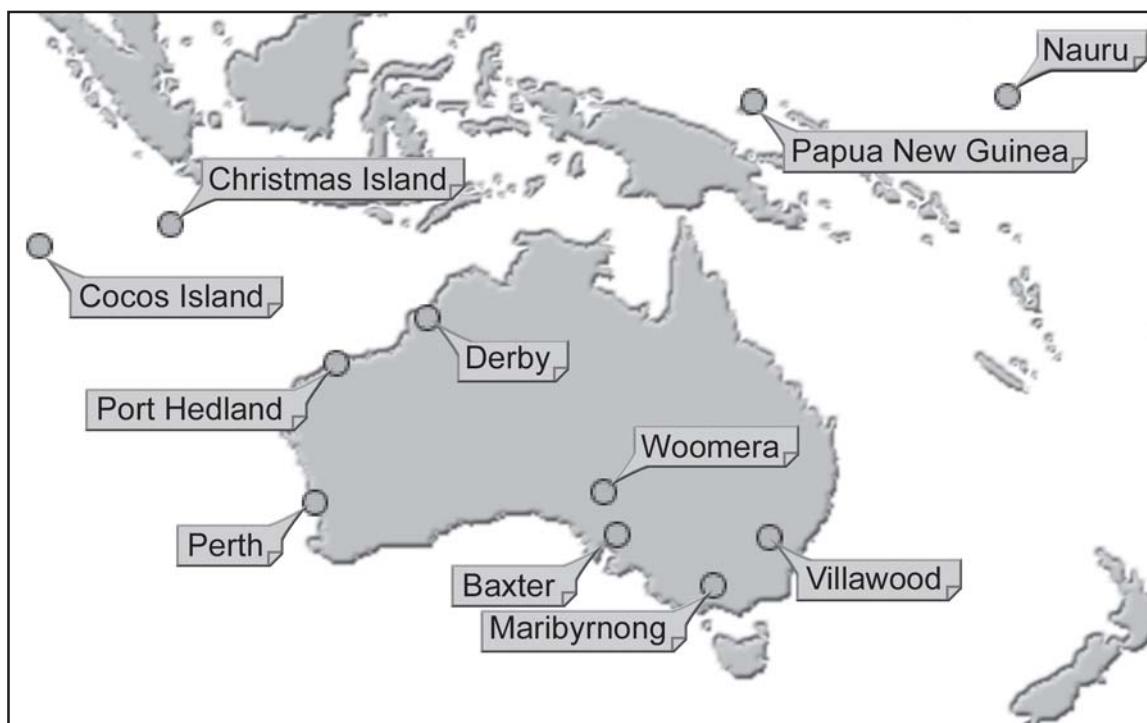 Nauru
Papua New Guinea
Christmas Island
Cocos Island
Derby
Port Hedland
Woomera
Perth
Baxter
Villawood
Maribyrnong